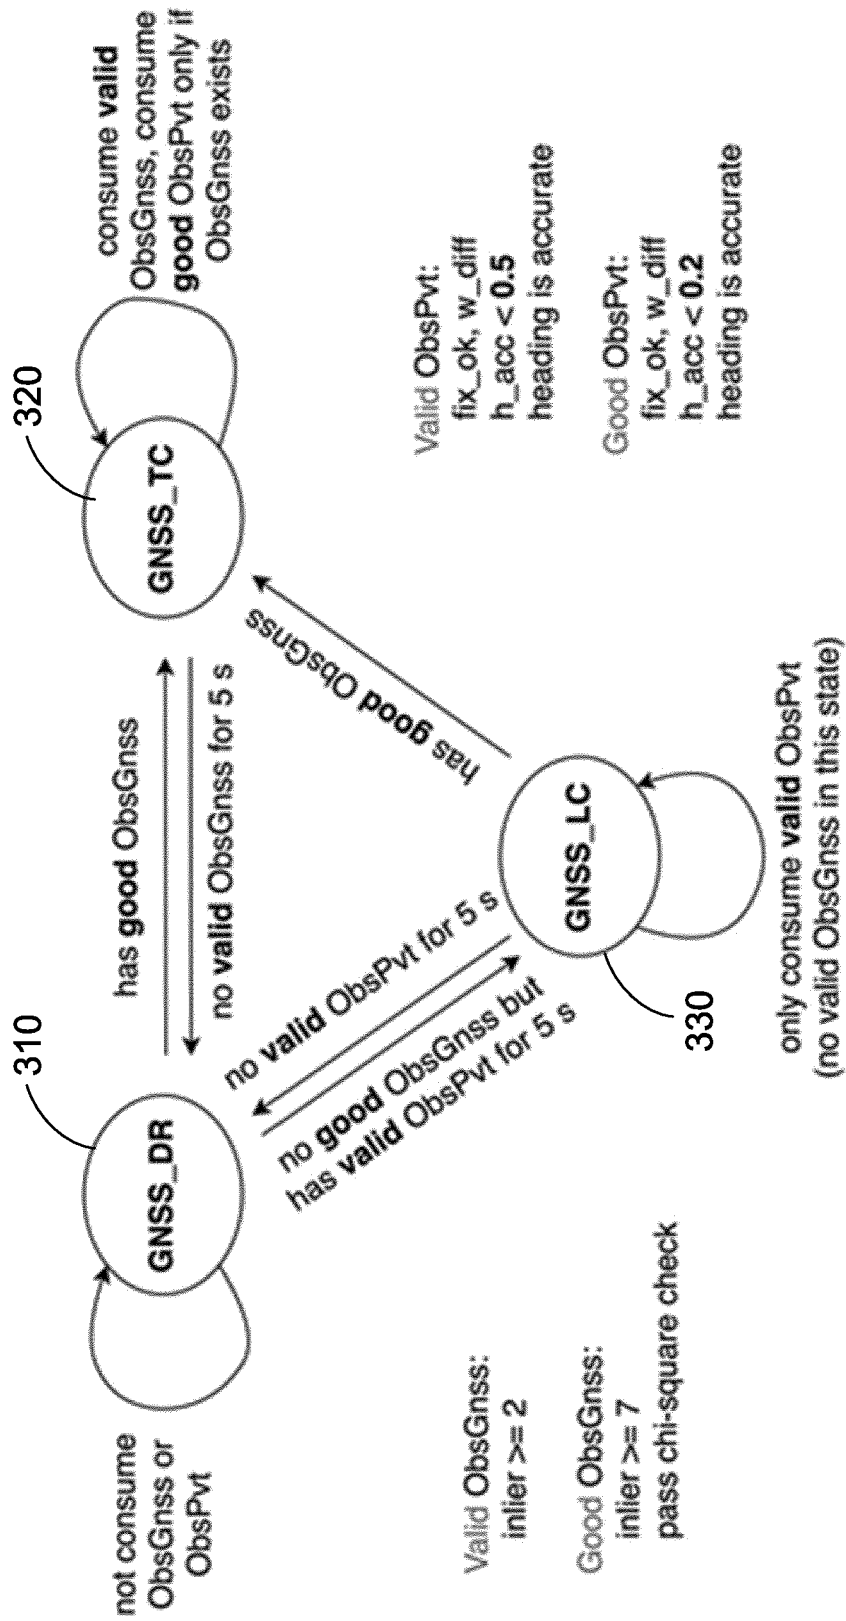 310
320
330
GNSS_DR
GNSS_TC
GNSS_LC
not consume
ObsGnss or
ObsPvt
has good ObsGnss
no valid ObsGnss for 5 s
consume valid
ObsGnss, consume
good ObsPvt only if
ObsGnss exists
no valid ObsPvt for 5 s
no good ObsGnss but
has valid ObsPvt for 5 s
has good ObsGnss
only consume valid ObsPvt
(no valid ObsGnss in this state)
Valid ObsGnss:
inlier >= 2
Good ObsGnss:
inlier >= 7
pass chi-square check
Valid ObsPvt:
fix_ok, w_diff
h_acc < 0.5
heading is accurate
Good ObsPvt:
fix_ok, w_diff
h_acc < 0.2
heading is accurate